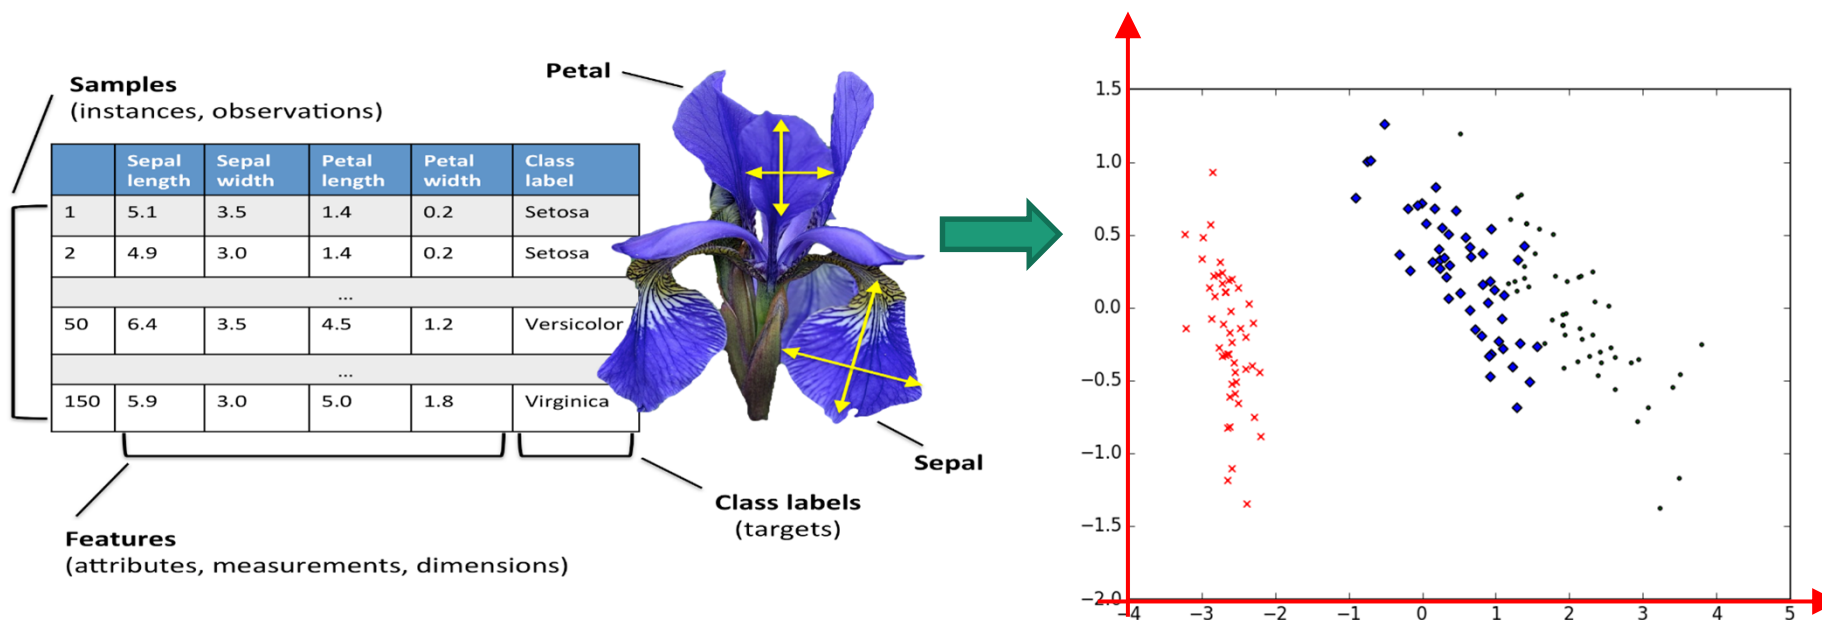 Samples
(instances, observations)
Petal
Sepal length Sepal width Petal length Petal width Class label
1 5.1 3.5 1.4 0.2 Setosa
2 4.9 3.0 1.4 0.2 Setosa
...
50 6.4 3.5 4.5 1.2 Versicolor
...
150 5.9 3.0 5.0 1.8 Virginica
Sepal
Class labels
(targets)
Features
(attributes, measurements, dimensions)
1.5
1.0
0.5
0.0
−0.5
−1.0
−1.5
−2.0
−4 −3 −2 −1 0 1 2 3 4 5